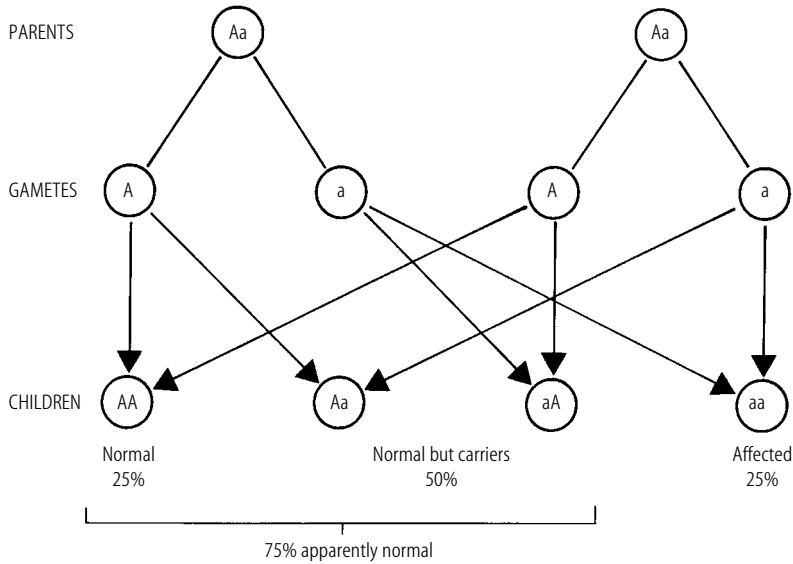 PARENTS Aa Aa
GAMETES A a A a
CHILDREN AA Aa aA aa
Normal Normal but carriers Affected
25% 50% 25%
75% apparently normal